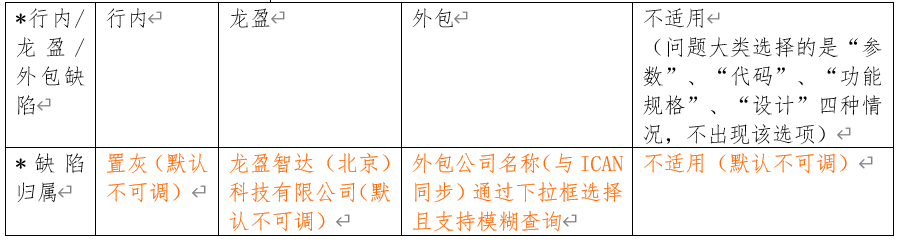 *行内/
龙盈/
外包缺
陷
行内
龙盈
外包
不适用
（问题大类选择的是“参
数”、“代码”、“功能
规格”、“设计”四种情
况，不出现该选项）
*缺陷
归属
置灰（默认
不可调）
龙盈智达（北京）
科技有限公司（默
认不可调）
外包公司名称（与ICAN
同步）通过下拉框选择
且支持模糊查询
不适用（默认不可调）